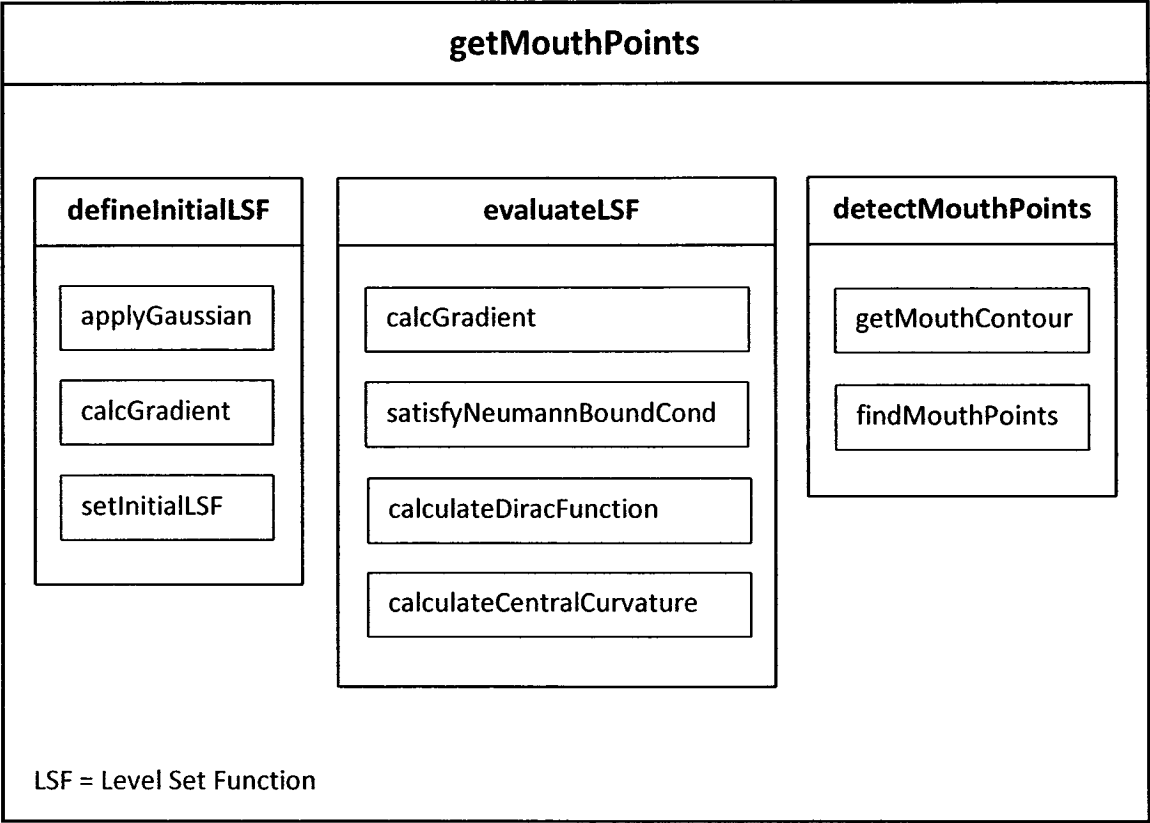 getMouthPoints
defineInitialLSF
applyGaussian
calcGradient
setInitialLSF
evaluateLSF
calcGradient
satisfyNeumannBoundCond
calculateDiracFunction
calculateCentralCurvature
detectMouthPoints
getMouthContour
findMouthPoints
LSF = Level Set Function